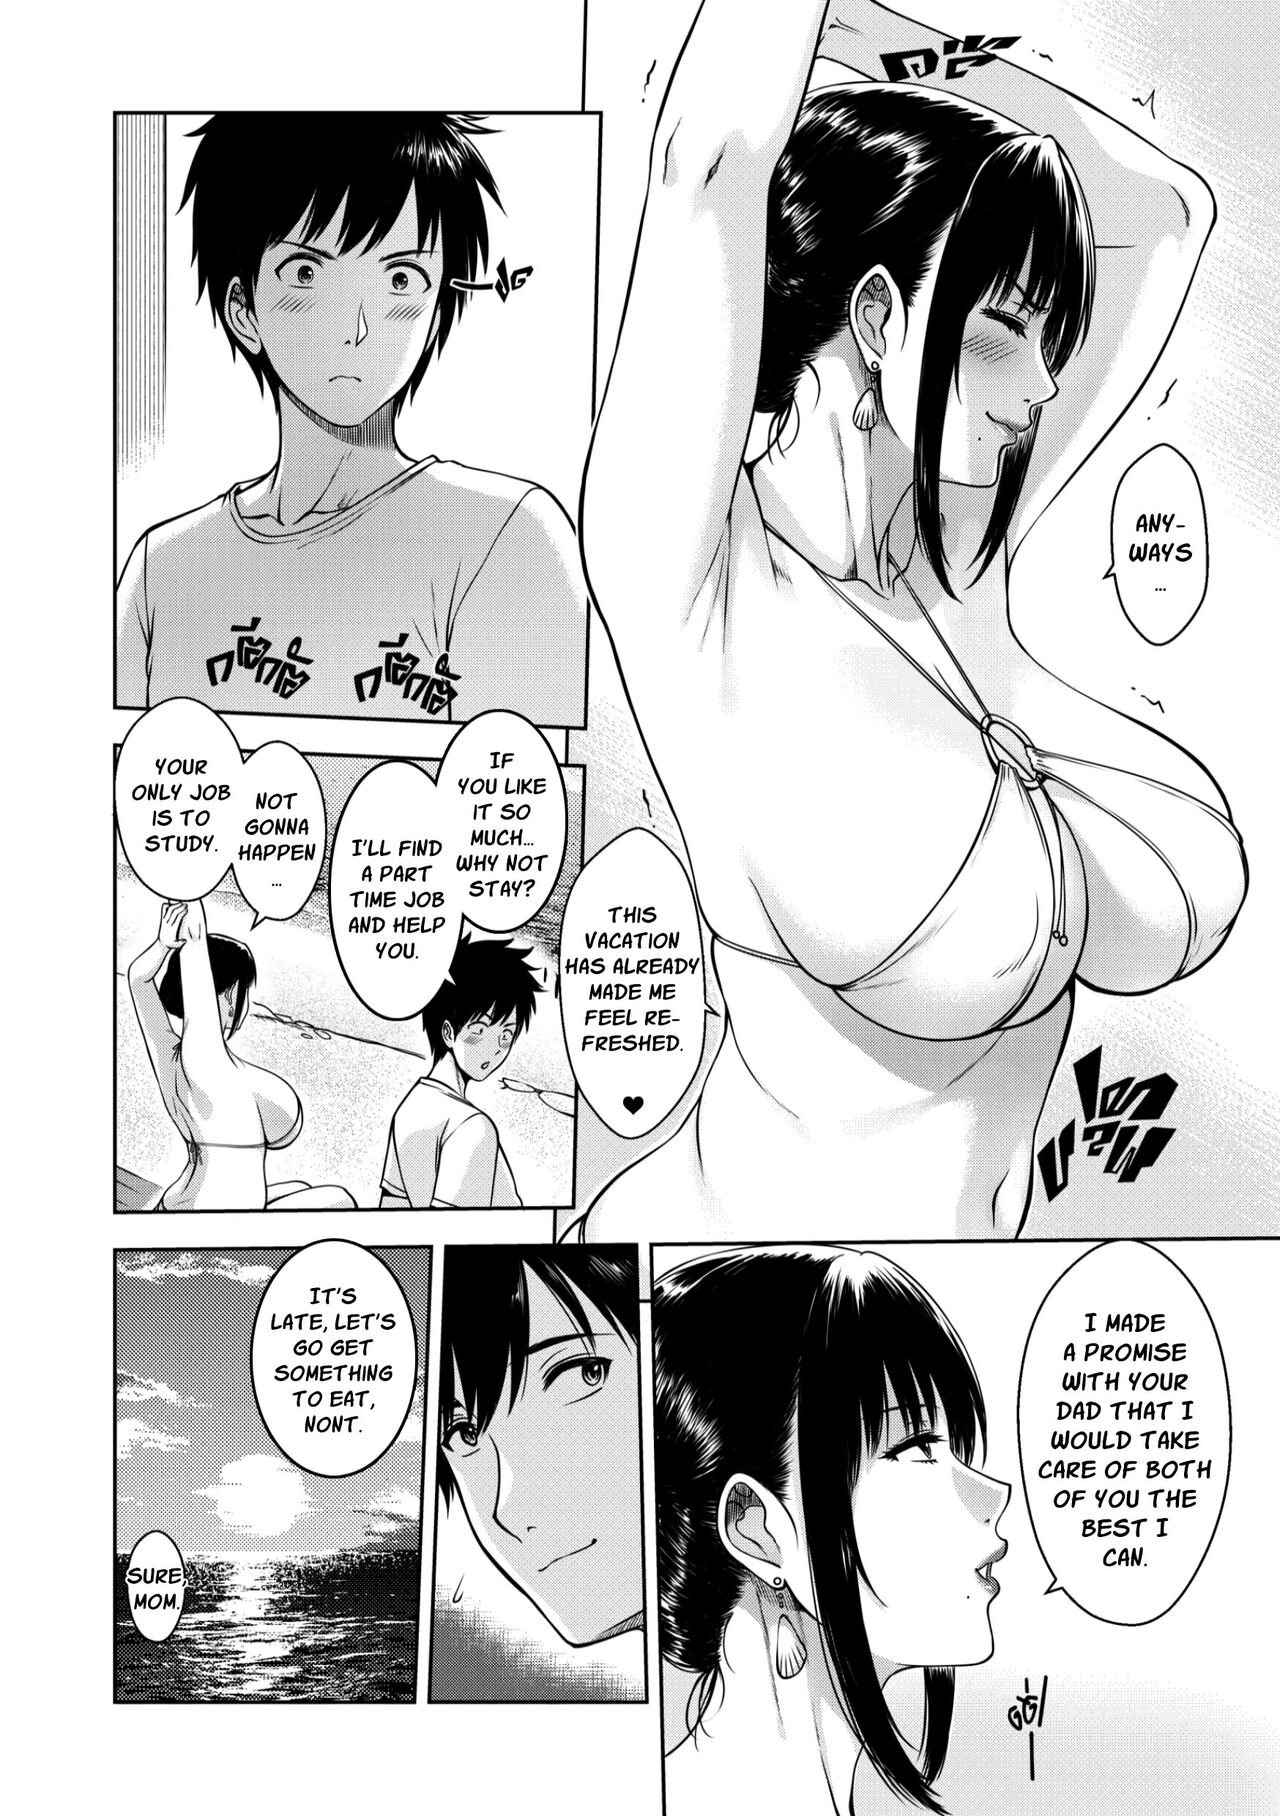 ANY-
WAYS
...
THIS
VACATION
HAS ALREADY
MADE ME
FEEL RE-
FRESHED.
♥
IF
YOU LIKE
IT SO
MUCH...
WHY NOT
STAY?
I'LL FIND
A PART
TIME JOB
AND HELP
YOU.
NOT
GONNA
HAPPEN
...
YOUR
ONLY JOB
IS TO
STUDY.
I MADE
A PROMISE
WITH YOUR
DAD THAT I
WOULD TAKE
CARE OF BOTH
OF YOU THE
BEST I
CAN.
IT'S
LATE, LET'S
GO GET
SOMETHING
TO EAT,
NONT.
SURE,
MOM.